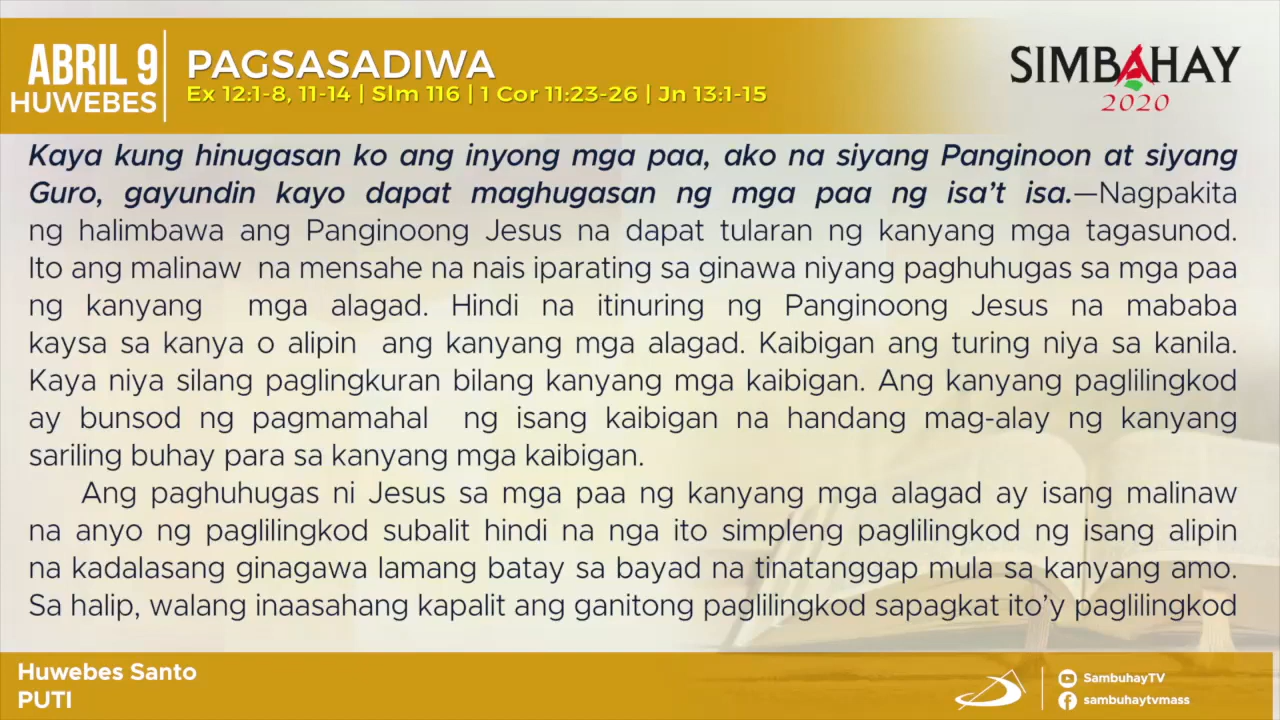 ABRIL 9
HUWEBES
PAGSASADIWA
Ex 12:1-8, 11-14 | Slm 116 | 1 Cor 11:23-26 | Jn 13:1-15
SIMBAHAY
2020
Kaya kung hinugasan ko ang inyong mga paa, ako na siyang Panginoon at siyang
Guro, gayundin kayo dapat maghugasan ng mga paa ng isa’t isa.—Nagpakita
ng halimbawa ang Panginoong Jesus na dapat tularan ng kanyang mga tagasunod.
Ito ang malinaw na mensahe na nais iparating sa ginawa niyang paghuhugas sa mga paa
ng kanyang mga alagad. Hindi na itinuring ng Panginoong Jesus na mababa
kaysa sa kanya o alipin ang kanyang mga alagad. Kaibigan ang turing niya sa kanila.
Kaya niya silang paglingkuran bilang kanyang mga kaibigan. Ang kanyang paglilingkod
ay bunsod ng pagmamahal ng isang kaibigan na handang mag-alay ng kanyang
sariling buhay para sa kanyang mga kaibigan.
Ang paghuhugas ni Jesus sa mga paa ng kanyang mga alagad ay isang malinaw
na anyo ng paglilingkod subalit hindi na nga ito simpleng paglilingkod ng isang alipin
na kadalasang ginagawa lamang batay sa bayad na tinatanggap mula sa kanyang amo.
Sa halip, walang inaasahang kapalit ang ganitong paglilingkod sapagkat ito’y paglilingkod
Huwebes Santo
PUTI
SambuhayTV
sambuhaytvmass